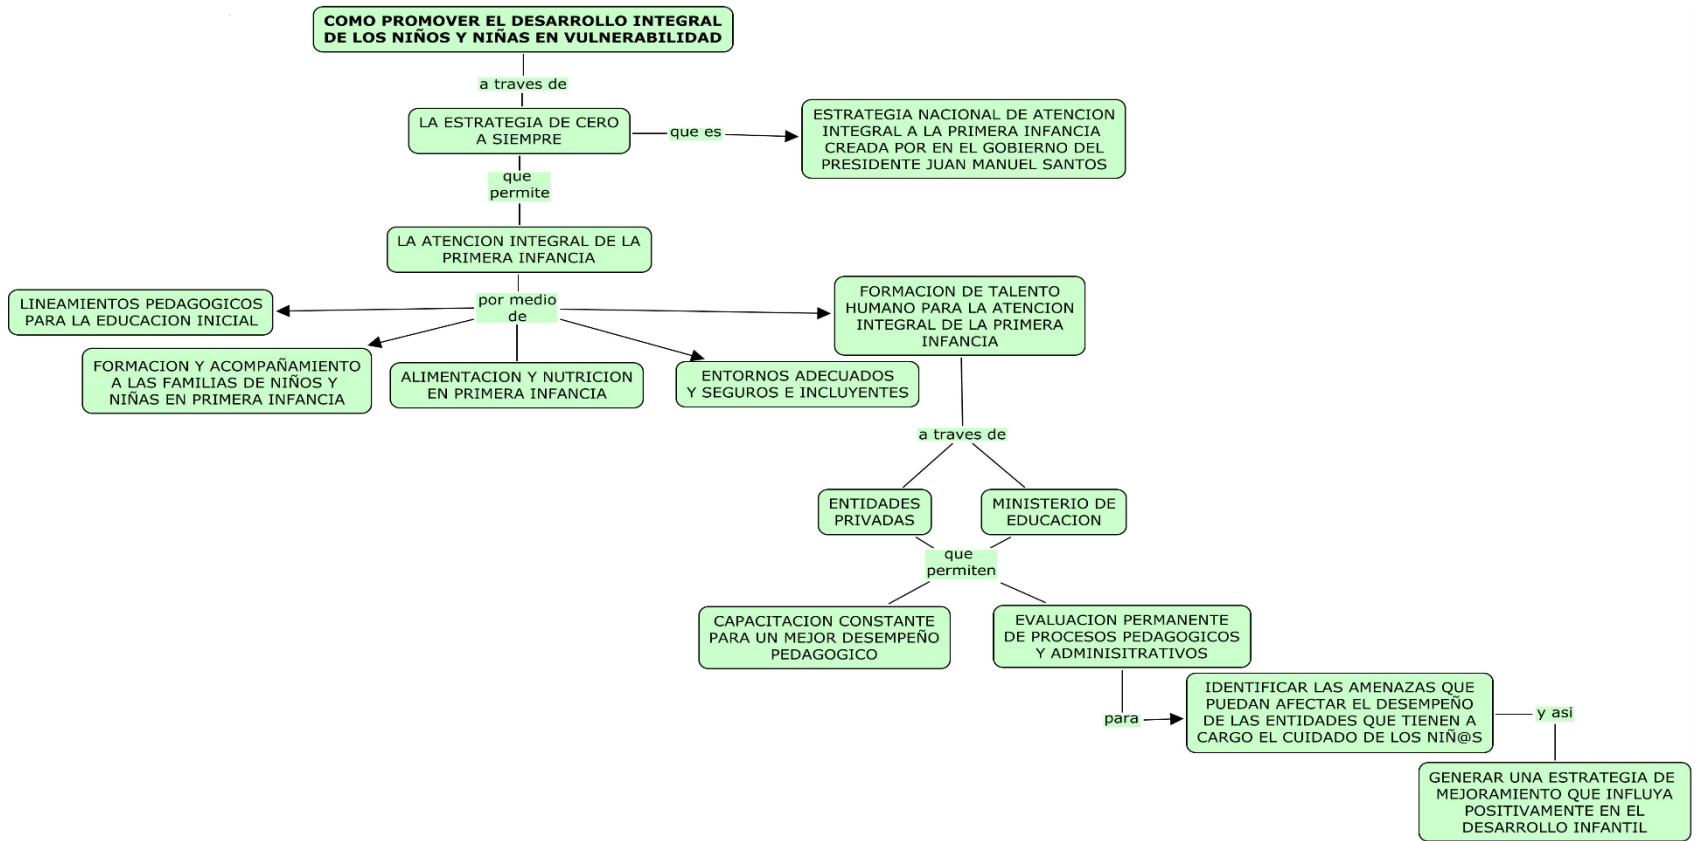 COMO PROMOVER EL DESARROLLO INTEGRAL
DE LOS NIÑOS Y NIÑAS EN VULNERABILIDAD
a traves de
LA ESTRATEGIA DE CERO
A SIEMPRE
que es
ESTRATEGIA NACIONAL DE ATENCION
INTEGRAL A LA PRIMERA INFANCIA
CREADA POR EN EL GOBIERNO DEL
PRESIDENTE JUAN MANUEL SANTOS
que
permite
LA ATENCION INTEGRAL DE LA
PRIMERA INFANCIA
por medio
de
LINEAMIENTOS PEDAGOGICOS
PARA LA EDUCACION INICIAL
FORMACION Y ACOMPAÑAMIENTO
A LAS FAMILIAS DE NIÑOS Y
NIÑAS EN PRIMERA INFANCIA
ALIMENTACION Y NUTRICION
EN PRIMERA INFANCIA
ENTORNOS ADECUADOS
Y SEGUROS E INCLUYENTES
FORMACION DE TALENTO
HUMANO PARA LA ATENCION
INTEGRAL DE LA PRIMERA
INFANCIA
a traves de
ENTIDADES
PRIVADAS
MINISTERIO DE
EDUCACION
que
permiten
CAPACITACION CONSTANTE
PARA UN MEJOR DESEMPEÑO
PEDAGOGICO
EVALUACION PERMANENTE
DE PROCESOS PEDAGOGICOS
Y ADMINISITRATIVOS
para
IDENTIFICAR LAS AMENAZAS QUE
PUEDAN AFECTAR EL DESEMPEÑO
DE LAS ENTIDADES QUE TIENEN A
CARGO EL CUIDADO DE LOS NIÑ@S
y asi
GENERAR UNA ESTRATEGIA DE
MEJORAMIENTO QUE INFLUYA
POSITIVAMENTE EN EL
DESARROLLO INFANTIL